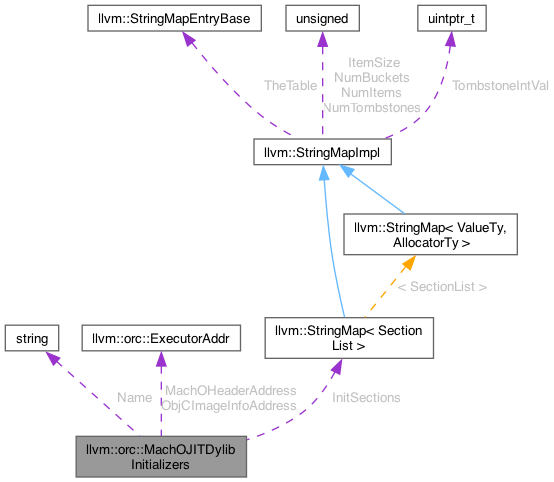 llvm::StringMapEntryBase
unsigned
uintptr_t
TheTable
ItemSize
NumBuckets
NumItems
NumTombstones
TombstoneIntVal
llvm::StringMapImpl
llvm::StringMap< ValueTy,
AllocatorTy >
< SectionList >
string
llvm::orc::ExecutorAddr
llvm::StringMap< Section
List >
Name
MachOHeaderAddress
ObjCImageInfoAddress
InitSections
llvm::orc::MachOJITDylib
Initializers